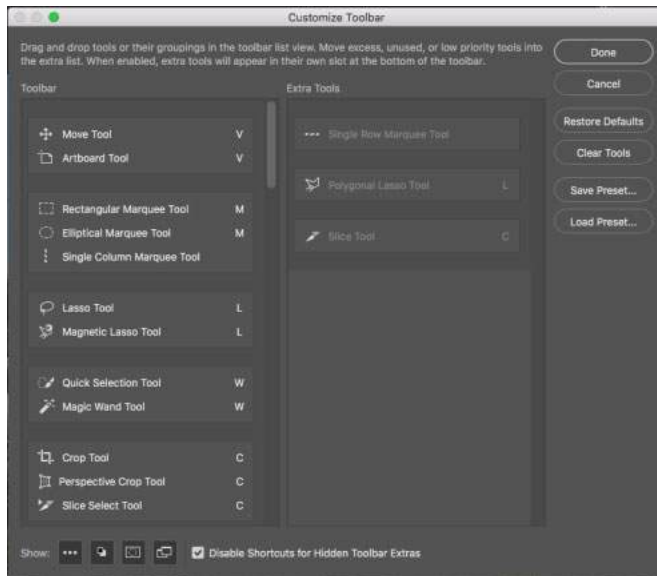 Customize Toolbar
Drag and drop tools or their groupings in the toolbar list view. Move excess, unused, or low priority tools into
the extra list. When enabled, extra tools will appear in their own slot at the bottom of the toolbar.
Done
Cancel
Restore Defaults
Clear Tools
Save Preset...
Load Preset...
Toolbar
Move Tool V
Artboard Tool V
Rectangular Marquee Tool M
Elliptical Marquee Tool M
Single Column Marquee Tool
Lasso Tool L
Magnetic Lasso Tool L
Quick Selection Tool W
Magic Wand Tool W
Crop Tool C
Perspective Crop Tool C
Slice Select Tool C
Extra Tools
Single Row Marquee Tool
Polygonal Lasso Tool L
Slice Tool C
Show:
Disable Shortcuts for Hidden Toolbar Extras